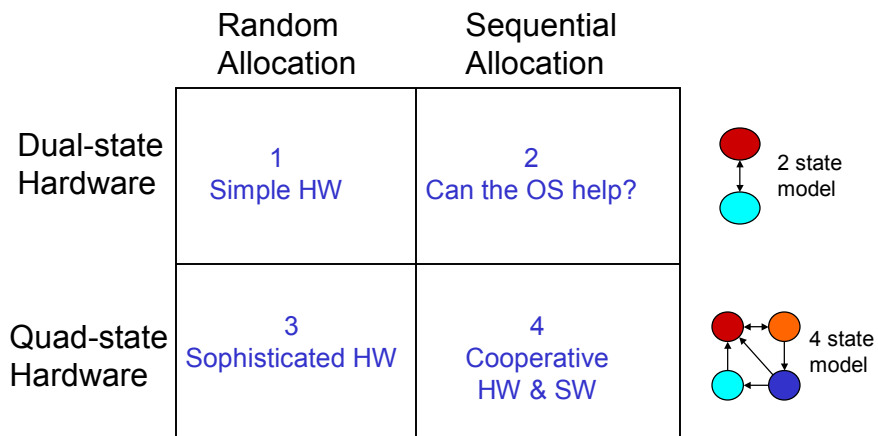 Random
Allocation
Sequential
Allocation
Dual-state
Hardware
1
Simple HW
2
Can the OS help?
2 state
model
Quad-state
Hardware
3
Sophisticated HW
4
Cooperative
HW & SW
4 state
model